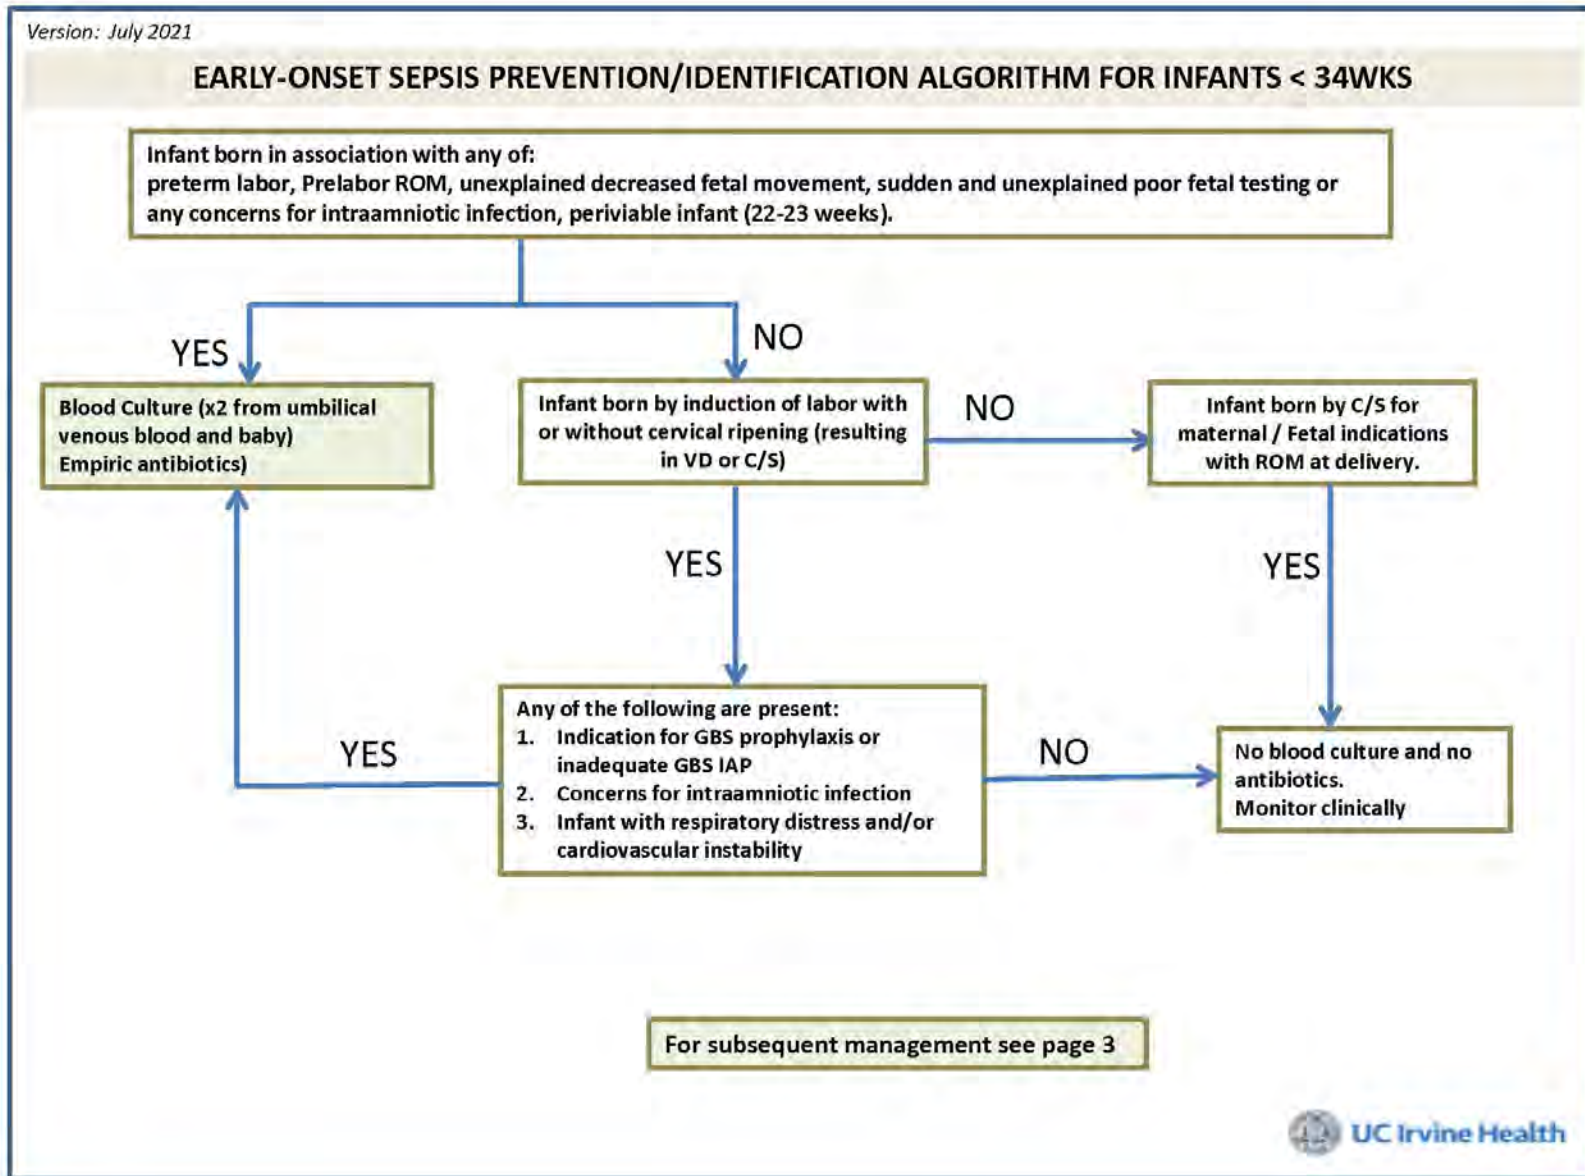 Version: July 2021
EARLY-ONSET SEPSIS PREVENTION/IDENTIFICATION ALGORITHM FOR INFANTS < 34WKS
Infant born in association with any of:
preterm labor, Prelabor ROM, unexplained decreased fetal movement, sudden and unexplained poor fetal testing or
any concerns for intraamniotic infection, periviable infant (22-23 weeks).
YES
NO
Blood Culture (x2 from umbilical
venous blood and baby)
Empiric antibiotics)
Infant born by induction of labor with
or without cervical ripening (resulting
in VD or C/S)
NO
Infant born by C/S for
maternal / Fetal indications
with ROM at delivery.
YES
YES
Any of the following are present:
1. Indication for GBS prophylaxis or
inadequate GBS IAP
2. Concerns for intraamniotic infection
3. Infant with respiratory distress and/or
cardiovascular instability
YES
NO
No blood culture and no
antibiotics.
Monitor clinically
For subsequent management see page 3
UC Irvine Health